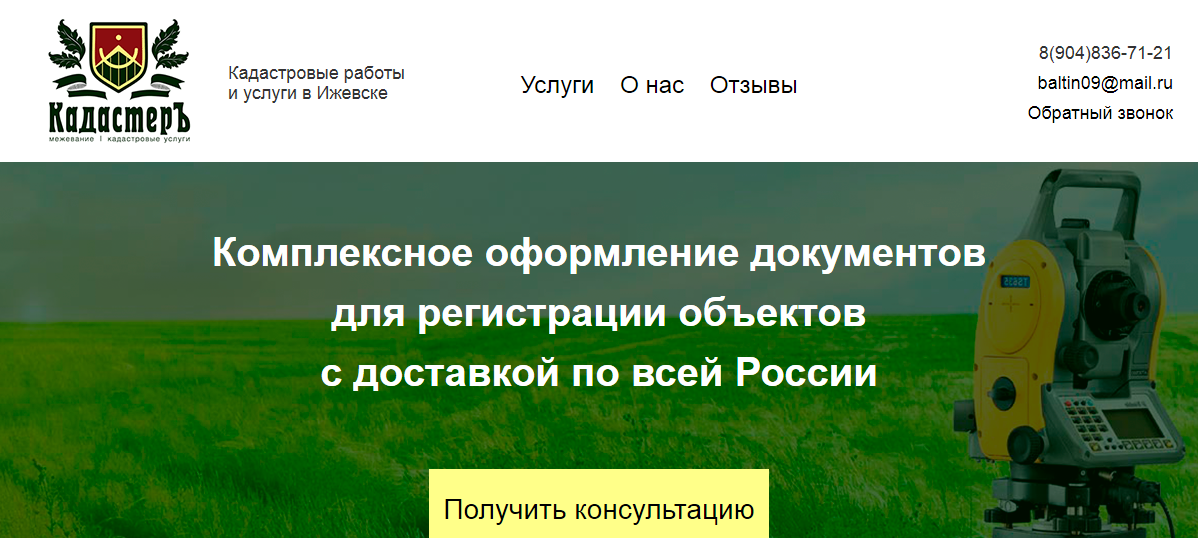 КадастерЪ
межевание | кадастровые услуги
Кадастровые работы
и услуги в Ижевске
Услуги О нас Отзывы
8(904)836-71-21
baltin09@mail.ru
Обратный звонок
Комплексное оформление документов
для регистрации объектов
с доставкой по всей России
Получить консультацию